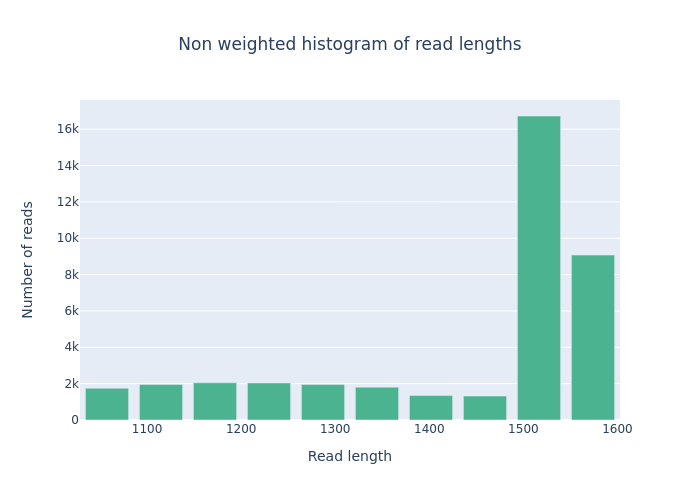 Non weighted histogram of read lengths
Number of reads
16k
14k
12k
10k
8k
6k
4k
2k
0
1100 1200 1300 1400 1500 1600
Read length